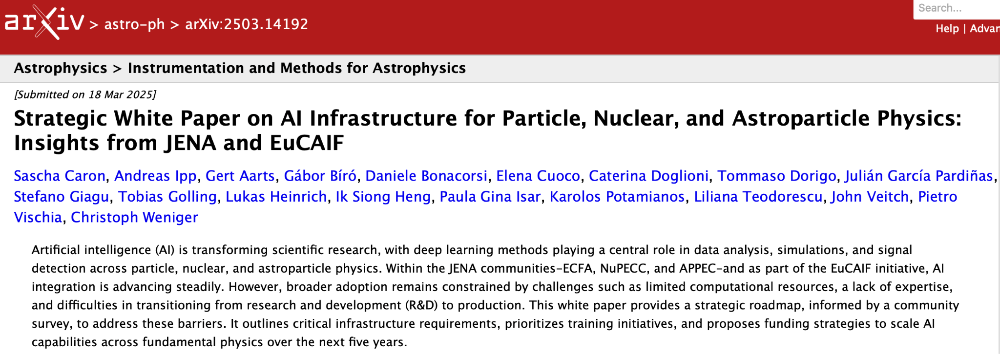 arXiv > astro-ph > arXiv:2503.14192
Search...
Help | Advan
Astrophysics > Instrumentation and Methods for Astrophysics
[Submitted on 18 Mar 2025]
Strategic White Paper on AI Infrastructure for Particle, Nuclear, and Astroparticle Physics:
Insights from JENA and EuCAIF
Sascha Caron, Andreas Ipp, Gert Aarts, Gábor Bíró, Daniele Bonacorsi, Elena Cuoco, Caterina Doglioni, Tommaso Dorigo, Julián García Pardiñas,
Stefano Giagu, Tobias Golling, Lukas Heinrich, Ik Siong Heng, Paula Gina Isar, Karolos Potamianos, Liliana Teodorescu, John Veitch, Pietro
Vischia, Christoph Weniger
Artificial intelligence (AI) is transforming scientific research, with deep learning methods playing a central role in data analysis, simulations, and signal
detection across particle, nuclear, and astroparticle physics. Within the JENA communities-ECFA, NuPECC, and APPEC-and as part of the EuCAIF initiative, AI
integration is advancing steadily. However, broader adoption remains constrained by challenges such as limited computational resources, a lack of expertise,
and difficulties in transitioning from research and development (R&D) to production. This white paper provides a strategic roadmap, informed by a community
survey, to address these barriers. It outlines critical infrastructure requirements, prioritizes training initiatives, and proposes funding strategies to scale AI
capabilities across fundamental physics over the next five years.